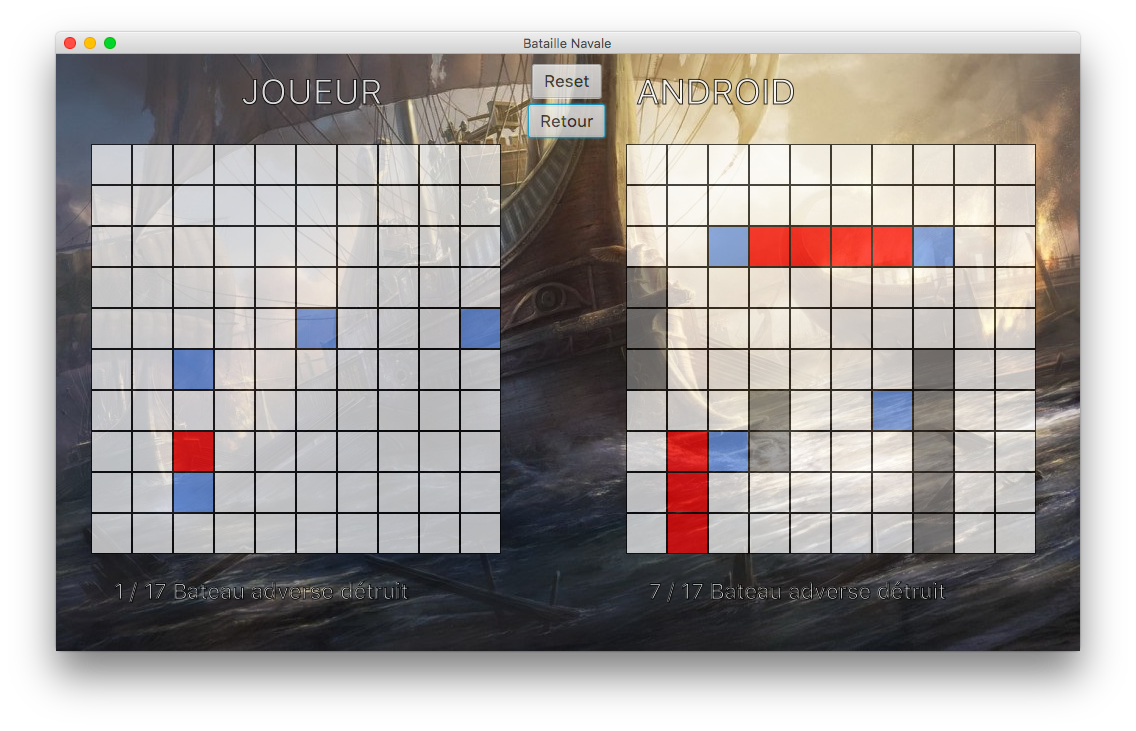 Bataille Navale
JOUEUR
Reset
Retour
ANDROID
1 / 17 Bateau adverse détruit
7 / 17 Bateau adverse détruit